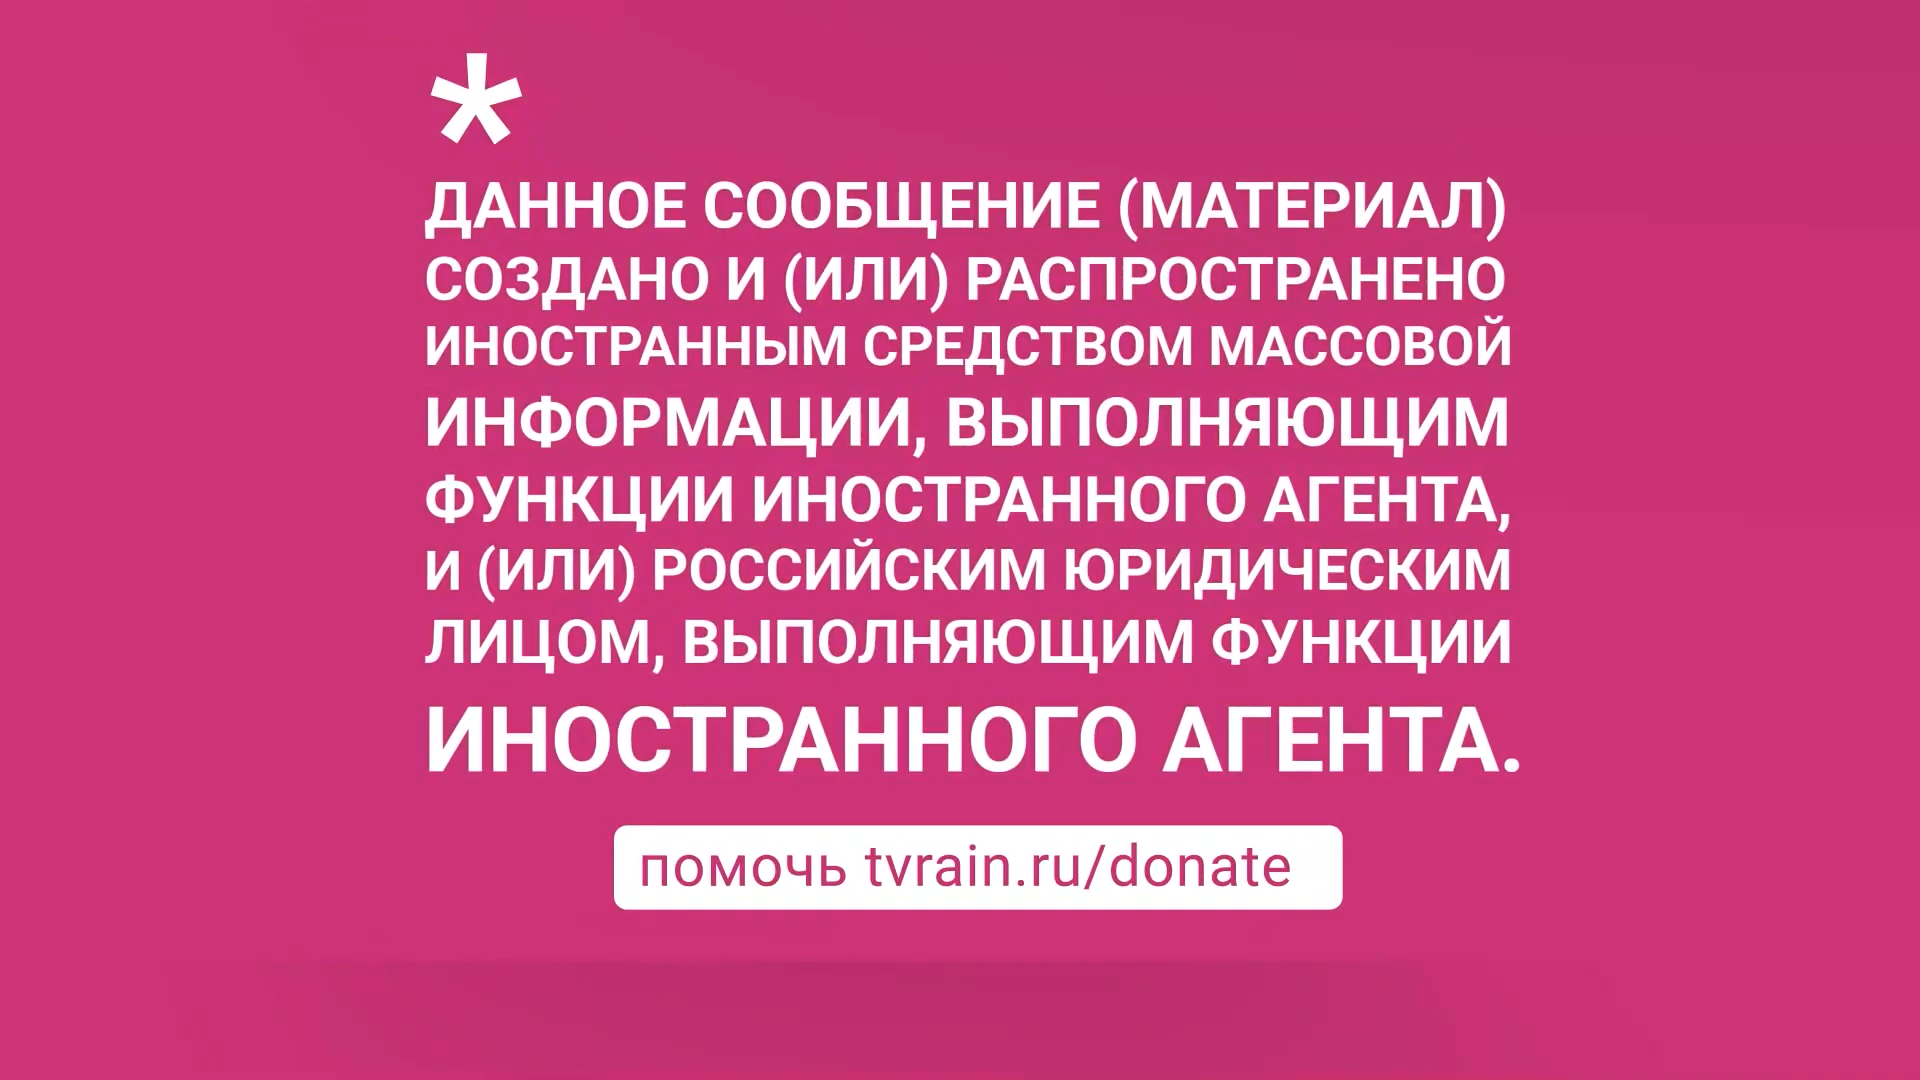 *
ДАННОЕ СООБЩЕНИЕ (МАТЕРИАЛ)
СОЗДАНО И (ИЛИ) РАСПРОСТРАНЕНО
ИНОСТРАННЫМ СРЕДСТВОМ МАССОВОЙ
ИНФОРМАЦИИ, ВЫПОЛНЯЮЩИМ
ФУНКЦИИ ИНОСТРАННОГО АГЕНТА,
И (ИЛИ) РОССИЙСКИМ ЮРИДИЧЕСКИМ
ЛИЦОМ, ВЫПОЛНЯЮЩИМ ФУНКЦИИ
ИНОСТРАННОГО АГЕНТА.
помочь tvrain.ru/donate